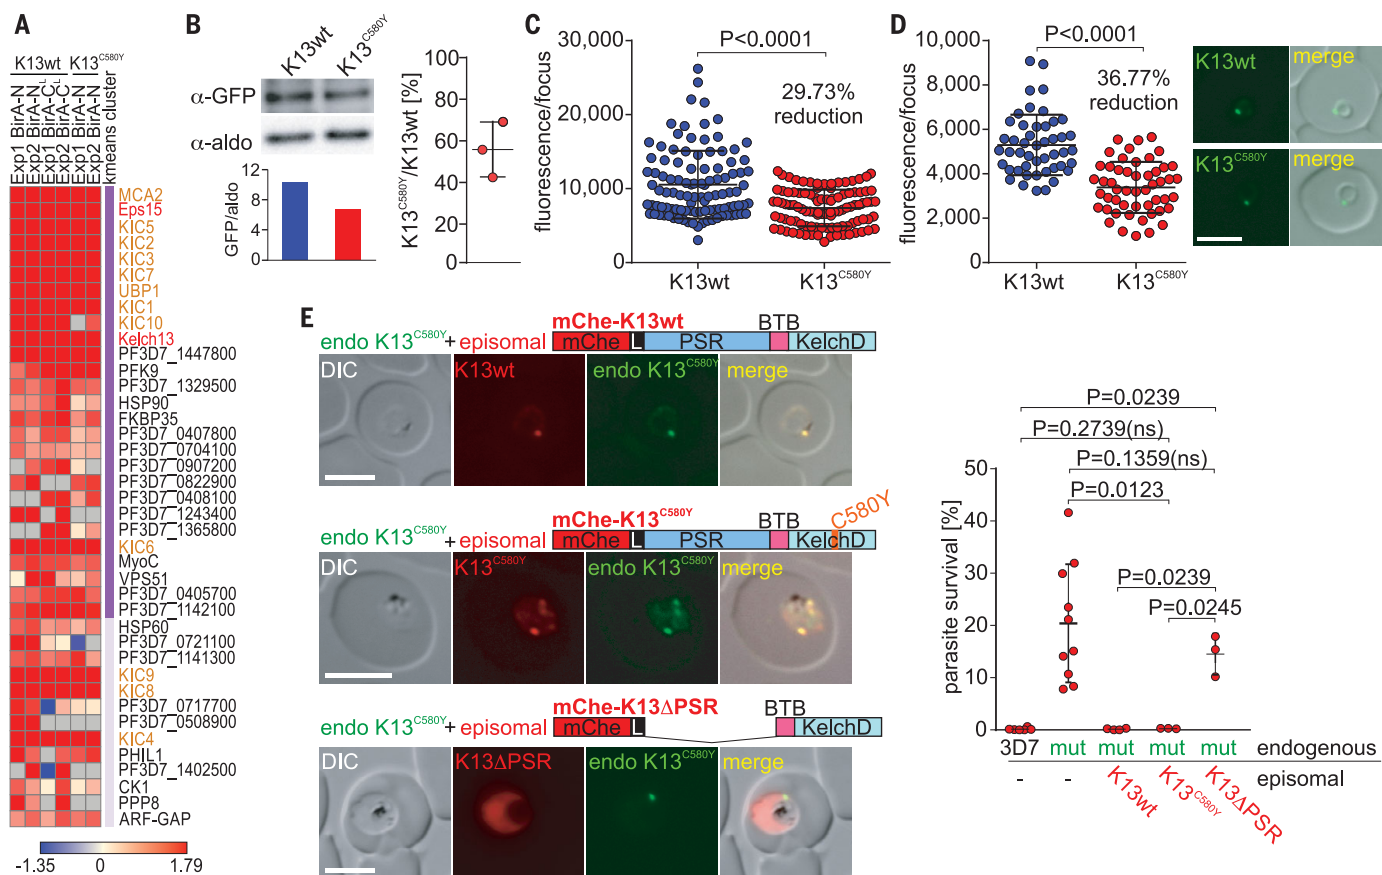 A
K13wt K13C580Y
Exp1 BirA-N
Exp2 BirA-N
Exp1 BirA-CL
Exp2 BirA-CL
Exp1 BirA-N
Exp2 BirA-N
kmeans cluster
MCA2
Eps15
KIC5
KIC2
KIC3
KIC7
UBP1
KIC1
KIC10
Kelch13
PF3D7_1447800
PFK9
PF3D7_1329500
HSP90
FKBP35
PF3D7_0407800
PF3D7_0704100
PF3D7_0907200
PF3D7_0822900
PF3D7_0408100
PF3D7_1243400
PF3D7_1365800
KIC6
MyoC
VPS51
PF3D7_0405700
PF3D7_1142100
HSP60
PF3D7_0721100
PF3D7_1141300
KIC9
KIC8
PF3D7_0717700
PF3D7_0508900
KIC4
PHIL1
PF3D7_1402500
CK1
PPP8
ARF-GAP
-1.35 0 1.79
B
K13wt K13C580Y
α-GFP
α-aldo
GFP/aldo
12
8
4
0
K13C580Y/K13wt [%]
100
80
60
40
20
0
C
fluorescence/focus
30,000
20,000
10,000
0
P<0.0001
29.73%
reduction
K13wt K13C580Y
D
fluorescence/focus
10,000
8,000
6,000
4,000
2,000
0
P<0.0001
36.77%
reduction
K13wt K13C580Y
K13wt merge
K13C580Y merge
E
mChe-K13wt BTB
endo K13C580Y + episomal mChe L PSR KelchD
DIC K13wt endo K13C580Y merge
mChe-K13C580Y BTB C580Y
endo K13C580Y + episomal mChe L PSR KelchD
DIC K13C580Y endo K13C580Y merge
mChe-K13ΔPSR BTB
endo K13C580Y + episomal mChe L KelchD
DIC K13ΔPSR endo K13C580Y merge
P=0.0239
P=0.2739(ns)
P=0.1359(ns)
P=0.0123
P=0.0239
P=0.0245
parasite survival [%]
50
40
30
20
10
0
3D7 mut mut mut mut endogenous
- - K13wt K13C580Y K13ΔPSR episomal